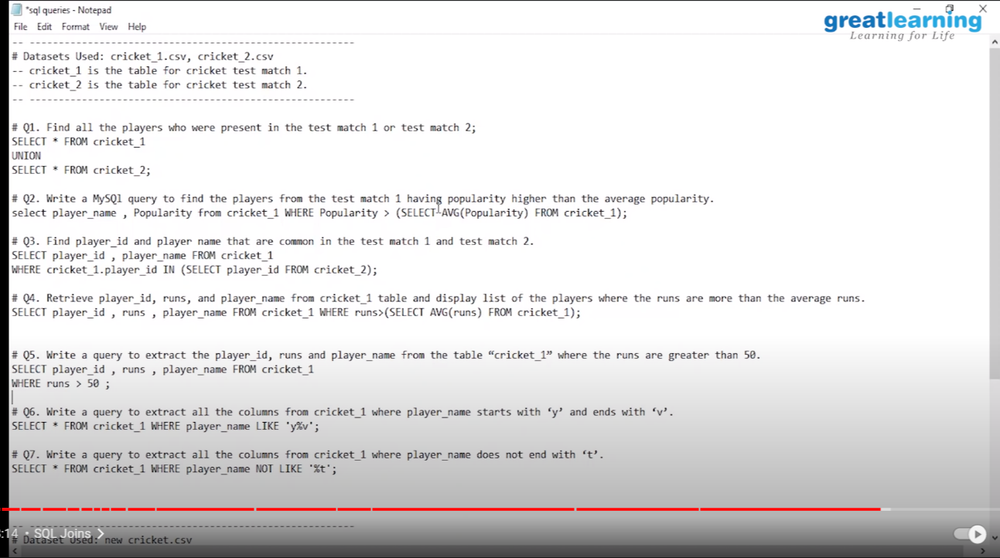 *sql queries - Notepad
greatlearning
Learning for Life
File Edit Format View Help
-- --------------------------------------------------------
# Datasets Used: cricket_1.csv, cricket_2.csv
-- cricket_1 is the table for cricket test match 1.
-- cricket_2 is the table for cricket test match 2.
-- --------------------------------------------------------
# Q1. Find all the players who were present in the test match 1 or test match 2;
SELECT * FROM cricket_1
UNION
SELECT * FROM cricket_2;
# Q2. Write a MySQl query to find the players from the test match 1 having popularity higher than the average popularity.
select player_name , Popularity from cricket_1 WHERE Popularity > (SELECT AVG(Popularity) FROM cricket_1);
# Q3. Find player_id and player name that are common in the test match 1 and test match 2.
SELECT player_id , player_name FROM cricket_1
WHERE cricket_1.player_id IN (SELECT player_id FROM cricket_2);
# Q4. Retrieve player_id, runs, and player_name from cricket_1 table and display list of the players where the runs are more than the average runs.
SELECT player_id , runs , player_name FROM cricket_1 WHERE runs>(SELECT AVG(runs) FROM cricket_1);
# Q5. Write a query to extract the player_id, runs and player_name from the table “cricket_1” where the runs are greater than 50.
SELECT player_id , runs , player_name FROM cricket_1
WHERE runs > 50 ;
# Q6. Write a query to extract all the columns from cricket_1 where player_name starts with ‘y’ and ends with ‘v’.
SELECT * FROM cricket_1 WHERE player_name LIKE 'y%v';
# Q7. Write a query to extract all the columns from cricket_1 where player_name does not end with ‘t’.
SELECT * FROM cricket_1 WHERE player_name NOT LIKE '%t';
-- --------------------------------------------------------
:14 • SQL Joins >
# Dataset Used: new cricket.csv